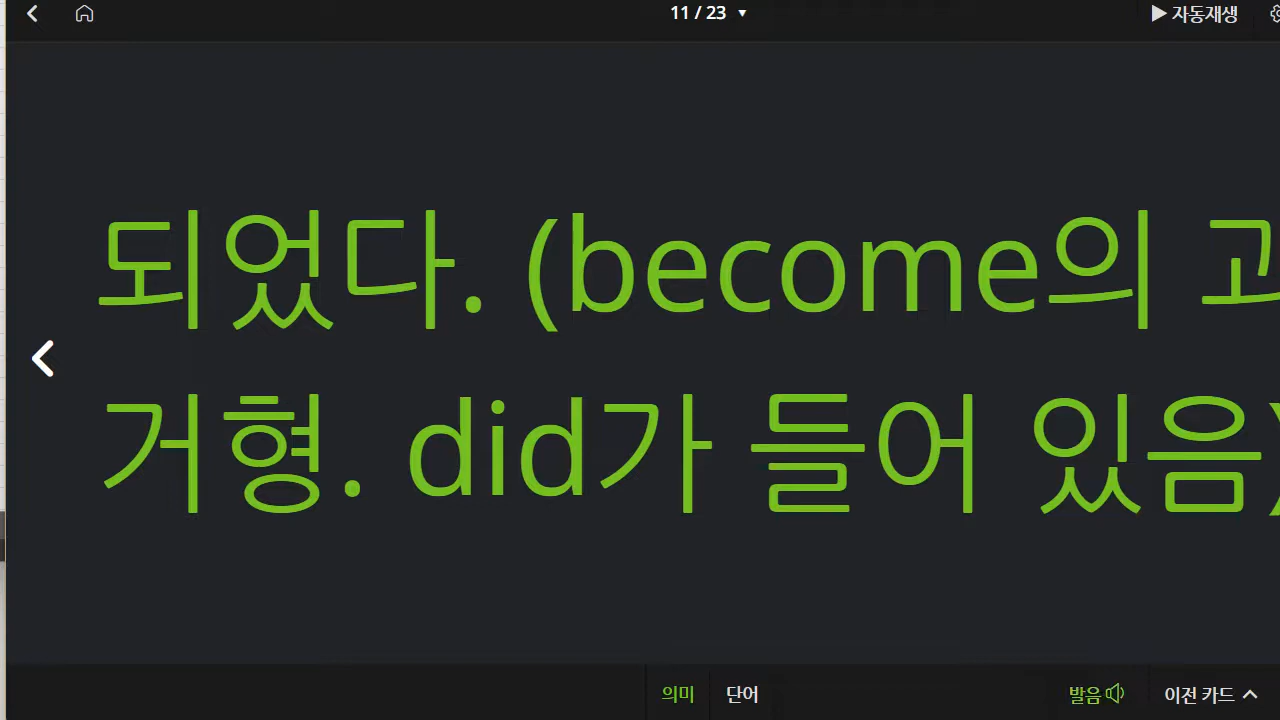 11 / 23
자동재생
되었다. (become의 과
거형. did가 들어 있음)
의미
단어
발음
이전 카드